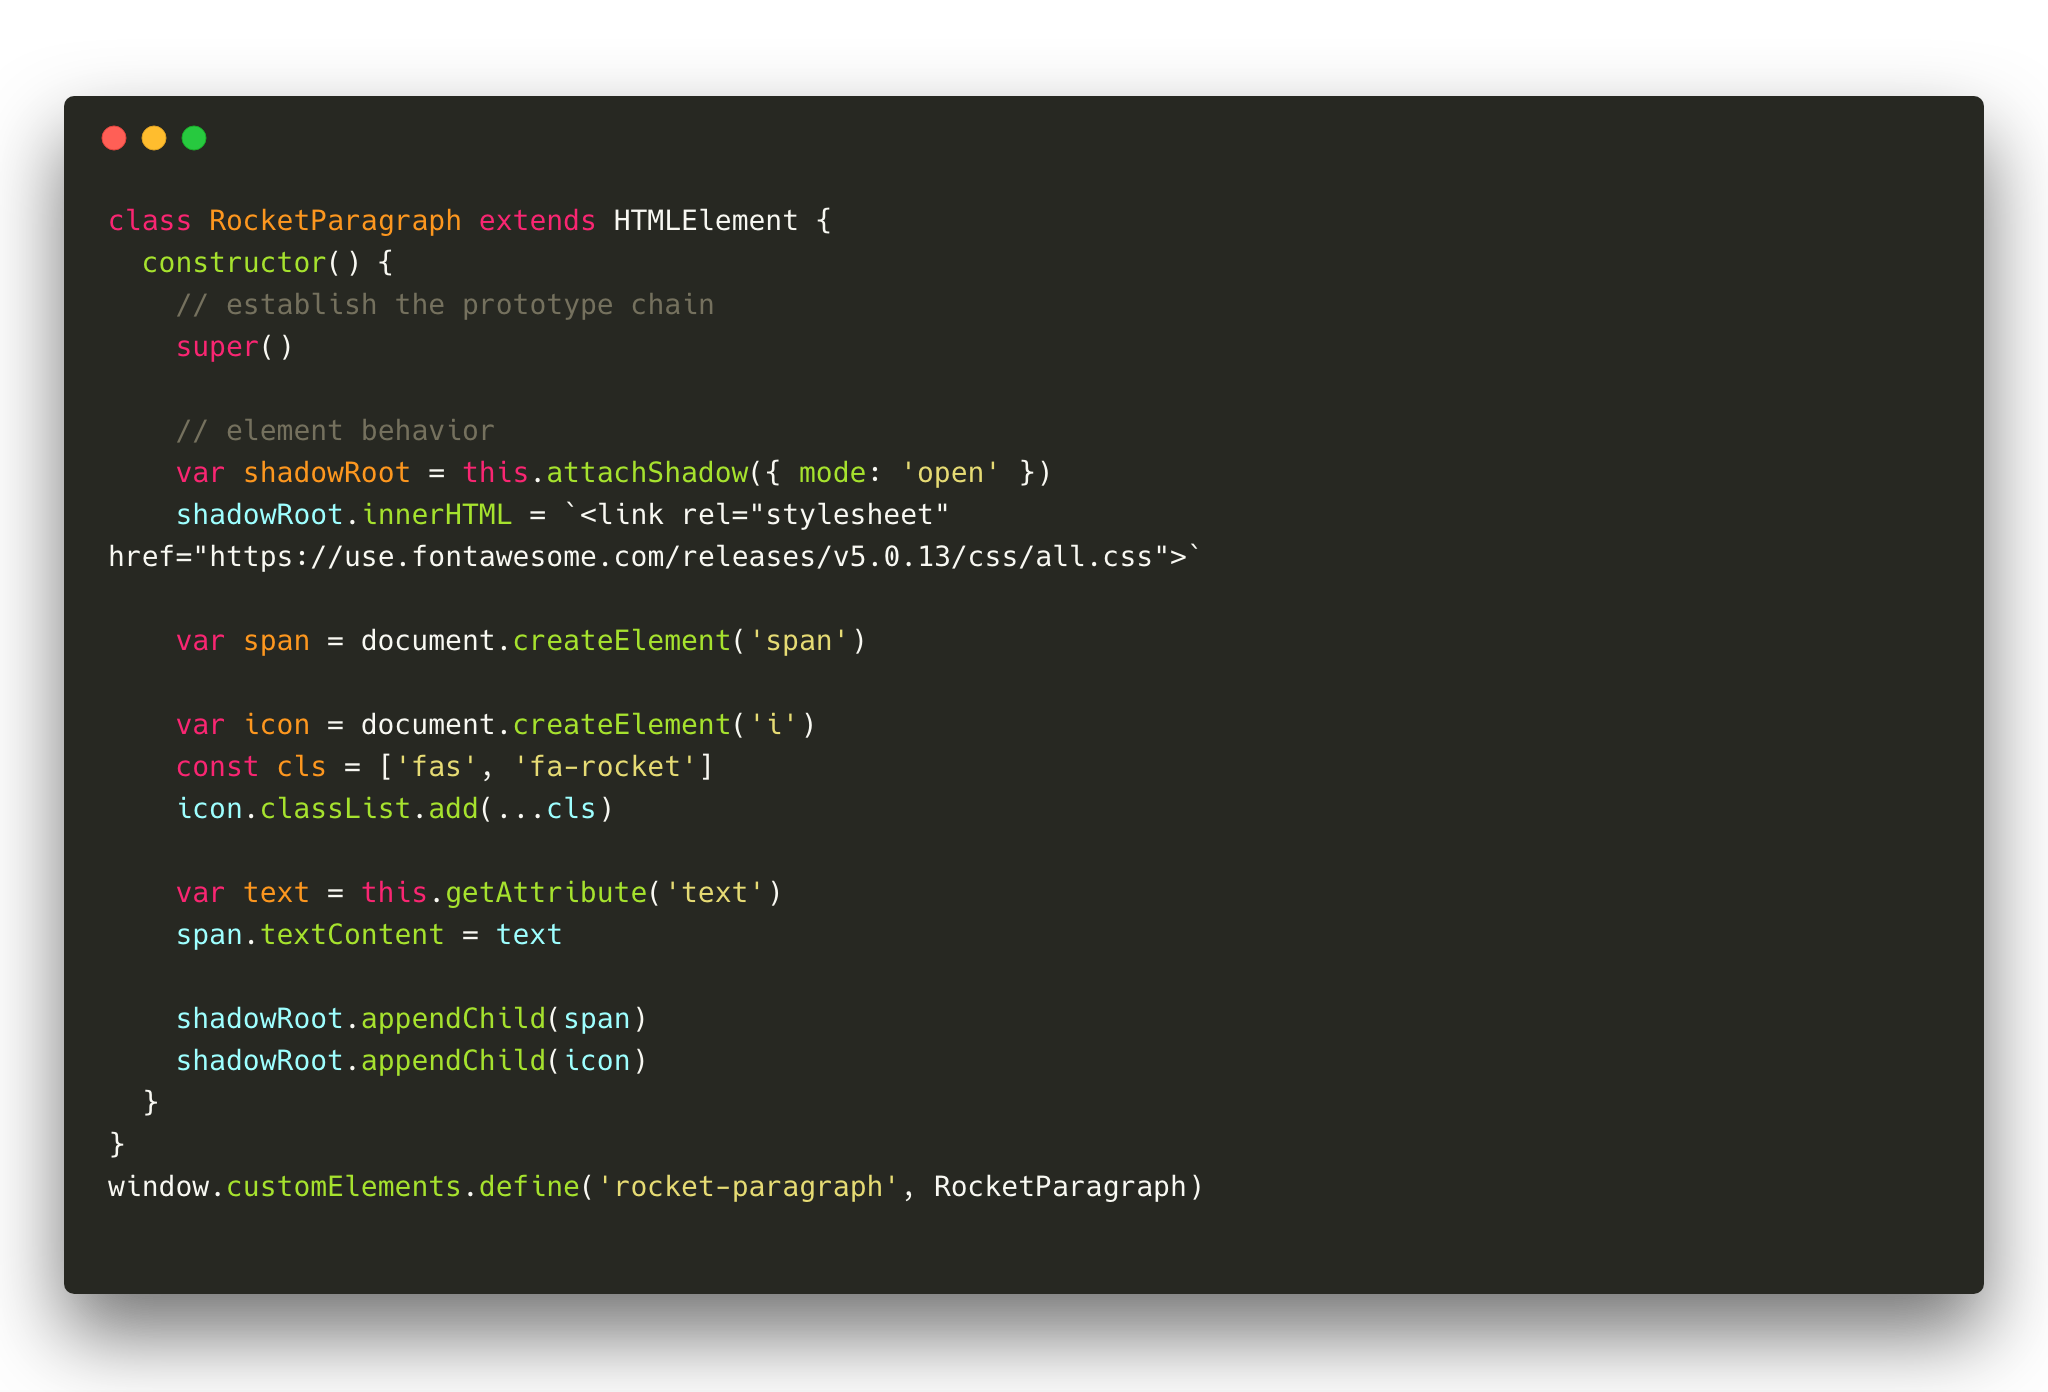 class RocketParagraph extends HTMLElement {
  constructor() {
    // establish the prototype chain
    super()

    // element behavior
    var shadowRoot = this.attachShadow({ mode: 'open' })
    shadowRoot.innerHTML = `<link rel="stylesheet"
href="https://use.fontawesome.com/releases/v5.0.13/css/all.css">`

    var span = document.createElement('span')

    var icon = document.createElement('i')
    const cls = ['fas', 'fa-rocket']
    icon.classList.add(...cls)

    var text = this.getAttribute('text')
    span.textContent = text

    shadowRoot.appendChild(span)
    shadowRoot.appendChild(icon)
  }
}
window.customElements.define('rocket-paragraph', RocketParagraph)